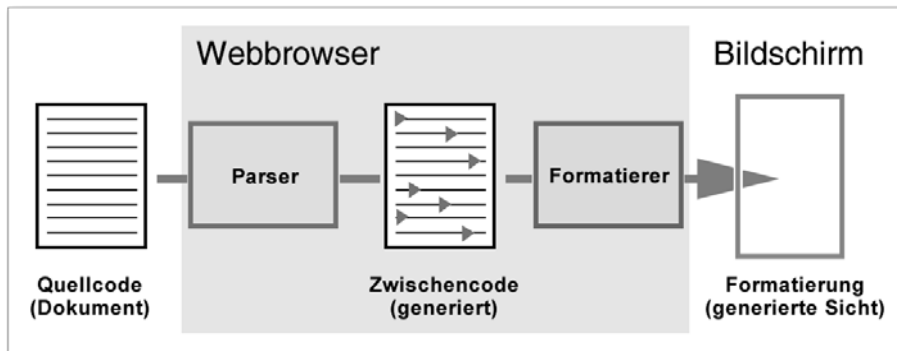 Webbrowser
Bildschirm
Parser
Formatierer
Quellcode
(Dokument)
Zwischencode
(generiert)
Formatierung
(generierte Sicht)